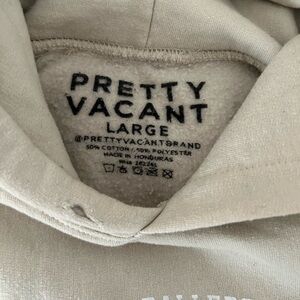 PRETTY
VACANT
LARGE
@PRETTYVACANTBRAND
50% COTTON / 50% POLYESTER
MADE IN HONDURAS